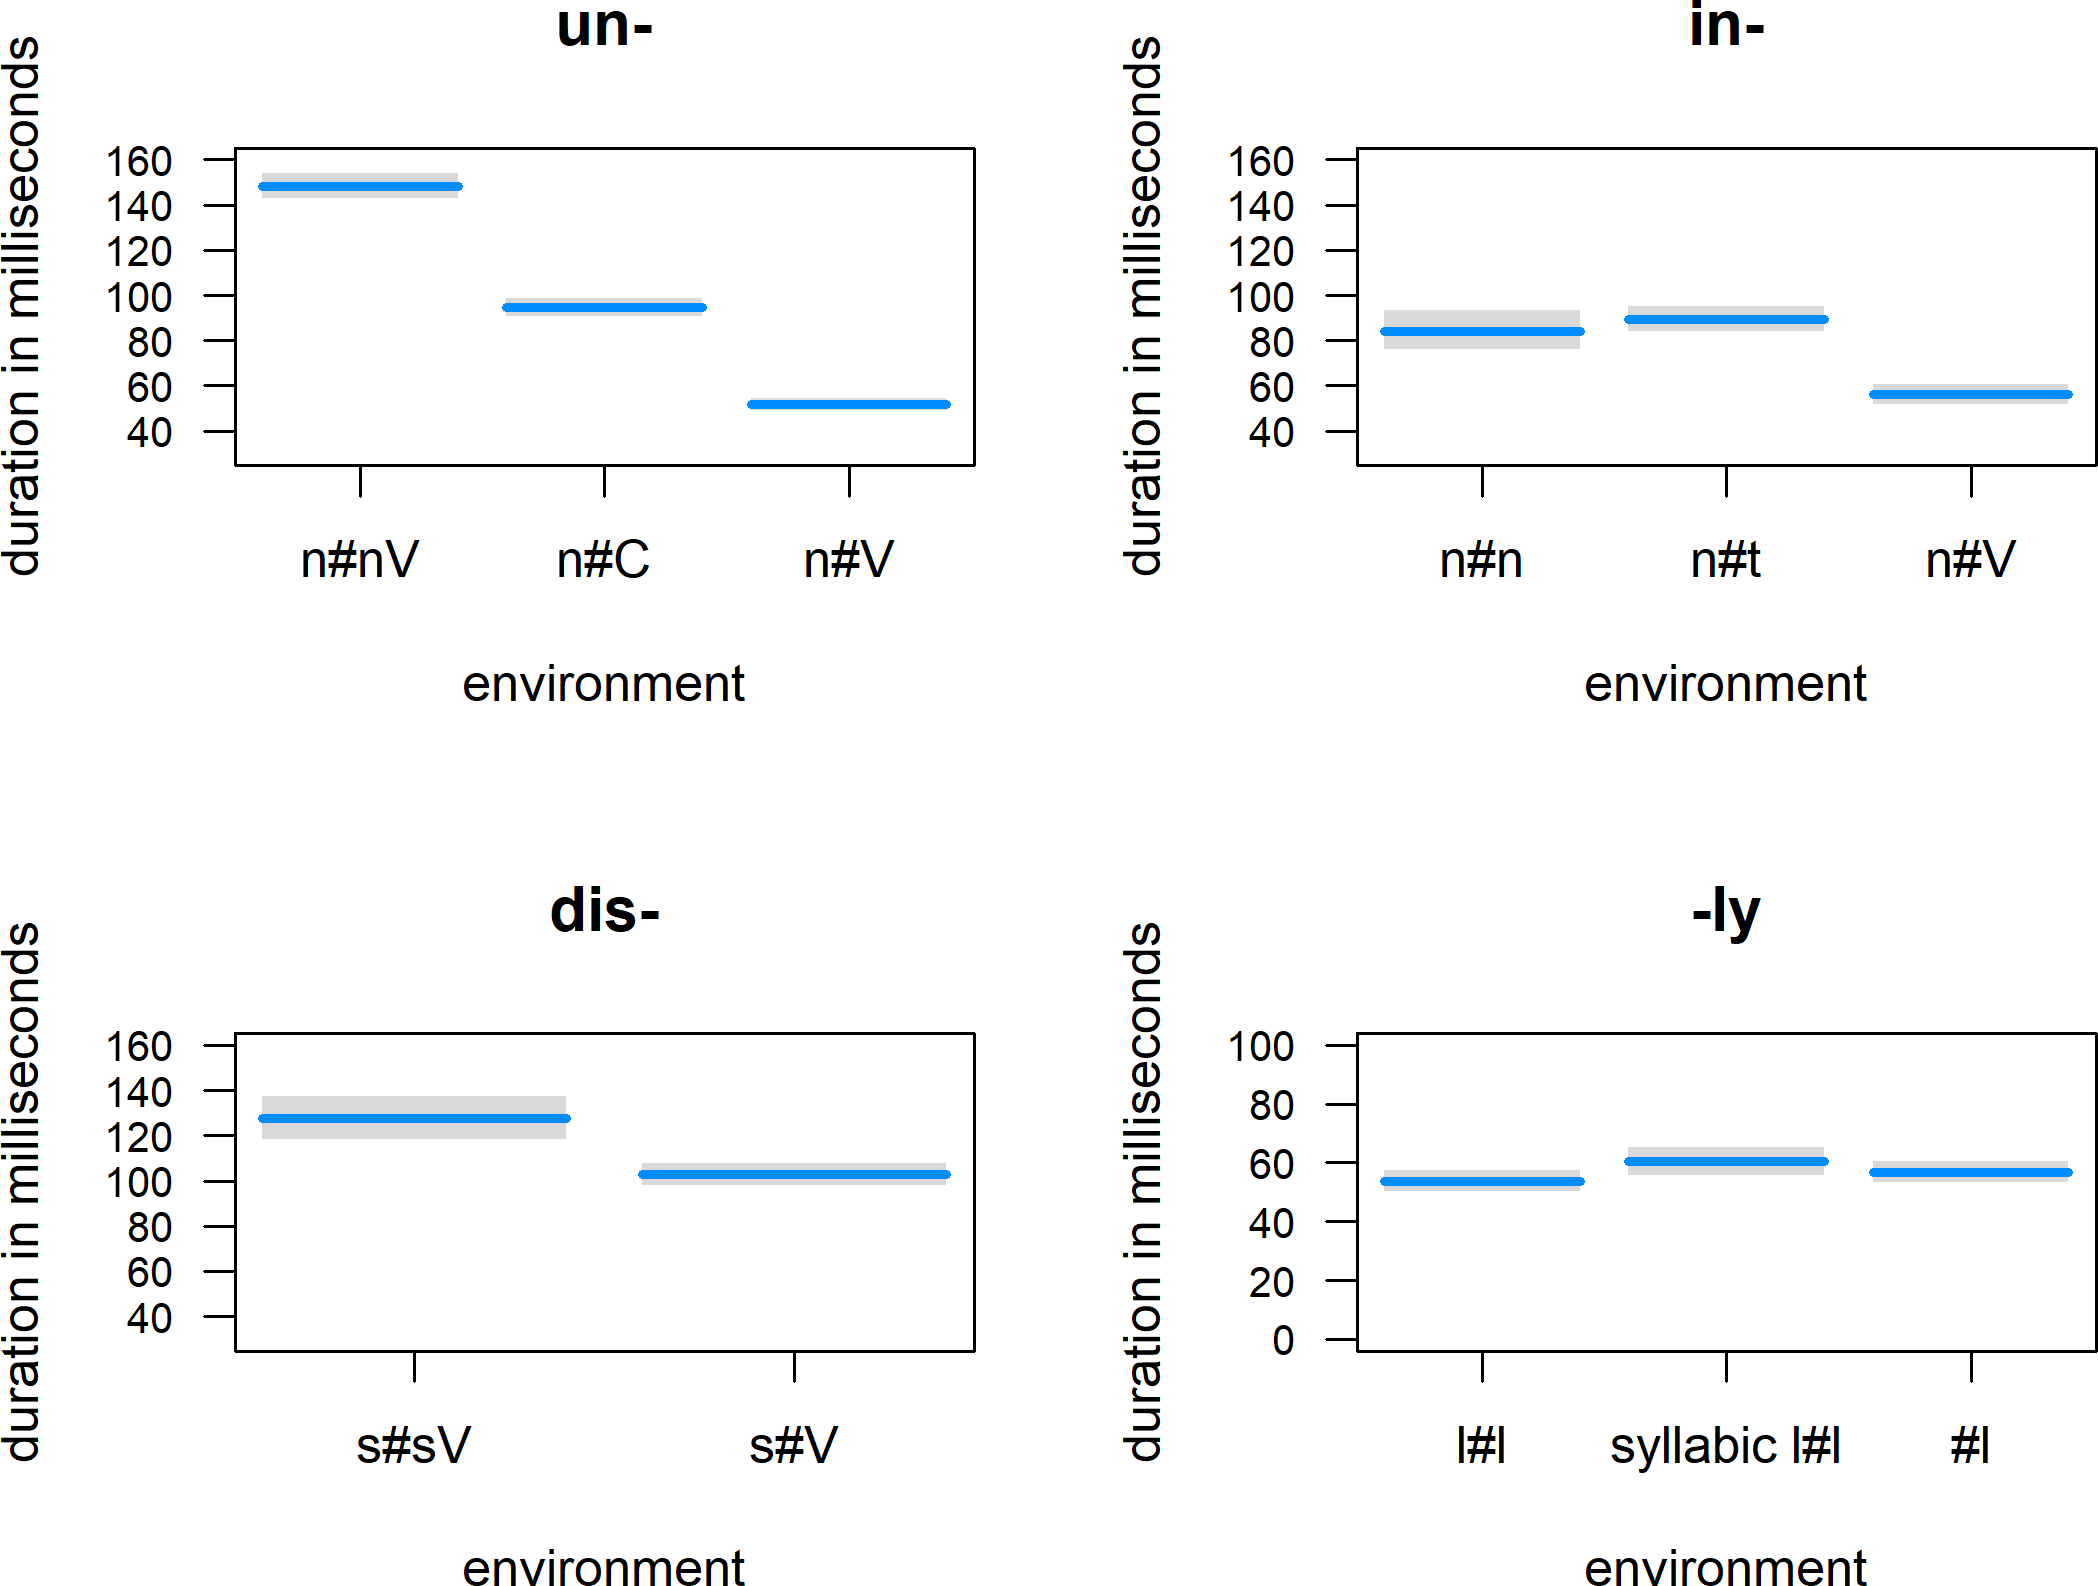 un-
duration in milliseconds
160
140
120
100
80
60
40
n#nV n#C n#V
environment
in-
duration in milliseconds
160
140
120
100
80
60
40
n#n n#t n#V
environment
dis-
duration in milliseconds
160
140
120
100
80
60
40
s#sV s#V
environment
-ly
duration in milliseconds
100
80
60
40
20
0
l#l syllabic l#l #l
environment